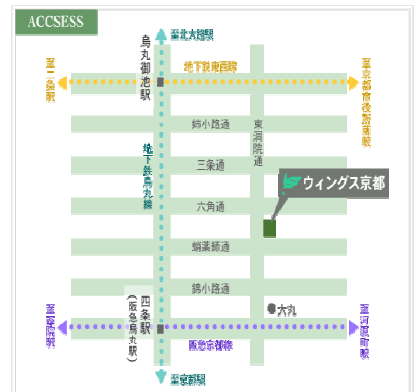 ACCSESS
至北大路駅
烏丸御池駅
地下鉄東西線
至二条駅
至京都市役所前駅
姉小路通
東洞院通
地下鉄烏丸線
三条通
ウィングス京都
六角通
蛸薬師通
錦小路通
四条駅
(阪急烏丸駅)
大丸
至河原町駅
阪急京都線
至京都駅